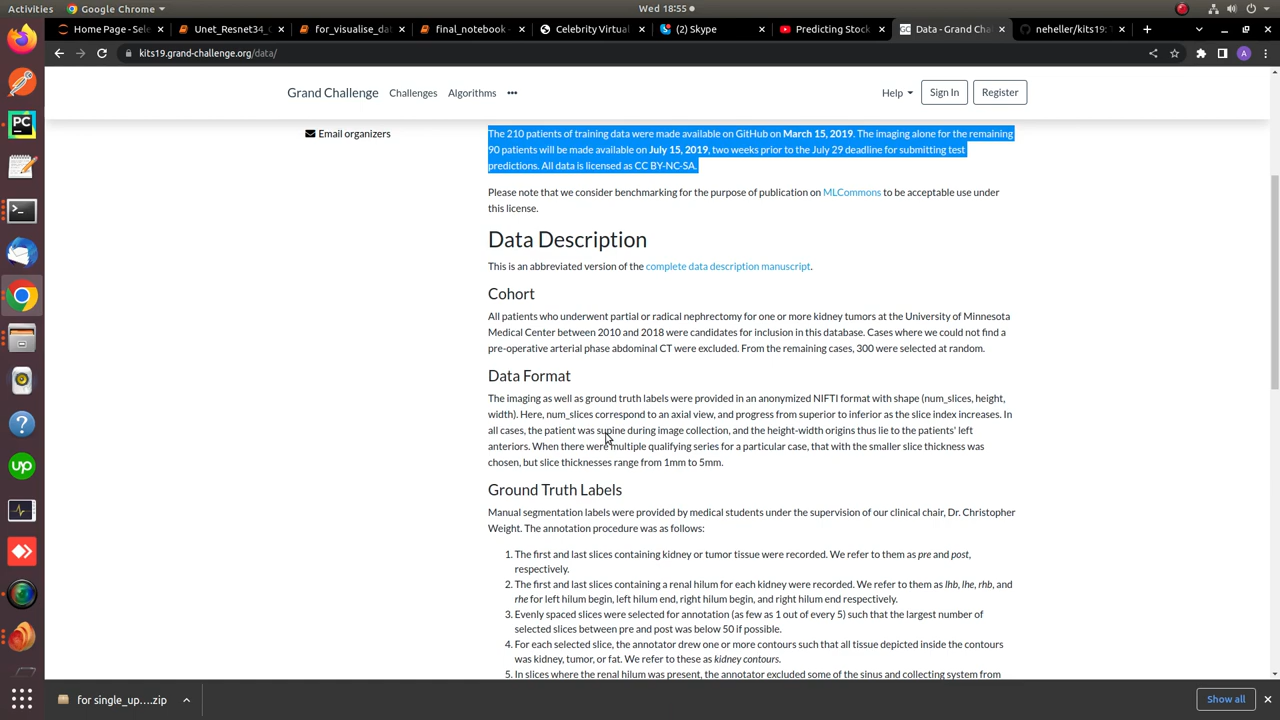 Activities
Google Chrome
Wed 18:55
Home Page - Sele
Unet_Resnet34_C
for_visualise_dat
final_notebook -
Celebrity Virtual
(2) Skype
Predicting Stock
Data - Grand Chal
neheller/kits19: T
kits19.grand-challenge.org/data/
A
Grand Challenge
Challenges
Algorithms
•••
Help
Sign In
Register
Email organizers
The 210 patients of training data were made available on GitHub on March 15, 2019. The imaging alone for the remaining
90 patients will be made available on July 15, 2019, two weeks prior to the July 29 deadline for submitting test
predictions. All data is licensed as CC BY-NC-SA.
Please note that we consider benchmarking for the purpose of publication on MLCommons to be acceptable use under
this license.
Data Description
This is an abbreviated version of the complete data description manuscript.
Cohort
All patients who underwent partial or radical nephrectomy for one or more kidney tumors at the University of Minnesota
Medical Center between 2010 and 2018 were candidates for inclusion in this database. Cases where we could not find a
pre-operative arterial phase abdominal CT were excluded. From the remaining cases, 300 were selected at random.
Data Format
The imaging as well as ground truth labels were provided in an anonymized NIFTI format with shape (num_slices, height,
width). Here, num_slices correspond to an axial view, and progress from superior to inferior as the slice index increases. In
all cases, the patient was supine during image collection, and the height-width origins thus lie to the patients' left
anteriors. When there were multiple qualifying series for a particular case, that with the smaller slice thickness was
chosen, but slice thicknesses range from 1mm to 5mm.
Ground Truth Labels
Manual segmentation labels were provided by medical students under the supervision of our clinical chair, Dr. Christopher
Weight. The annotation procedure was as follows:
1. The first and last slices containing kidney or tumor tissue were recorded. We refer to them as pre and post,
respectively.
2. The first and last slices containing a renal hilum for each kidney were recorded. We refer to them as lhb, lhe, rhb, and
rhe for left hilum begin, left hilum end, right hilum begin, and right hilum end respectively.
3. Evenly spaced slices were selected for annotation (as few as 1 out of every 5) such that the largest number of
selected slices between pre and post was below 50 if possible.
4. For each selected slice, the annotator drew one or more contours such that all tissue depicted inside the contours
was kidney, tumor, or fat. We refer to these as kidney contours.
5. In slices where the renal hilum was present, the annotator excluded some of the sinus and collecting system from
for single_up....zip
Show all